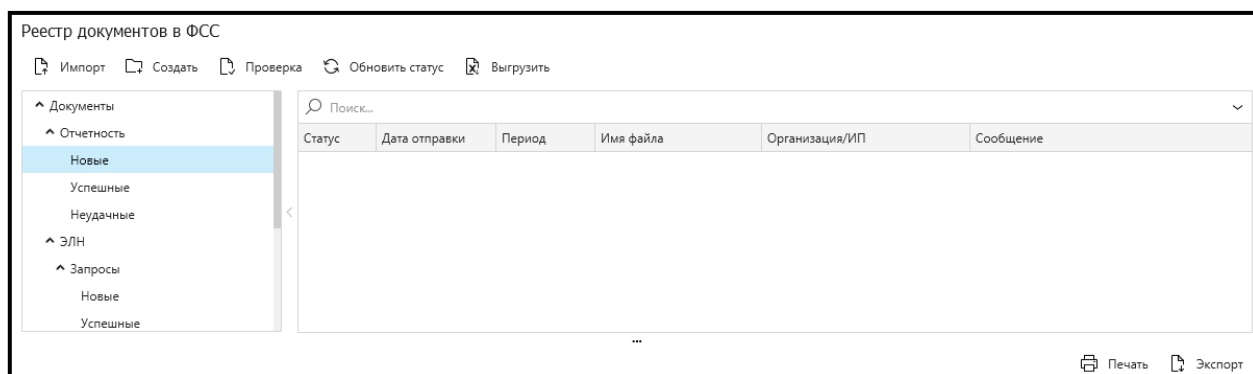 Реестр документов в ФСС
Импорт Создать Проверка Обновить статус Выгрузить
Документы
Поиск...
Отчетность
Статус Дата отправки Период Имя файла Организация/ИП Сообщение
Новые
Успешные
Неудачные
ЭЛН
Запросы
Новые
Успешные
...
Печать Экспорт